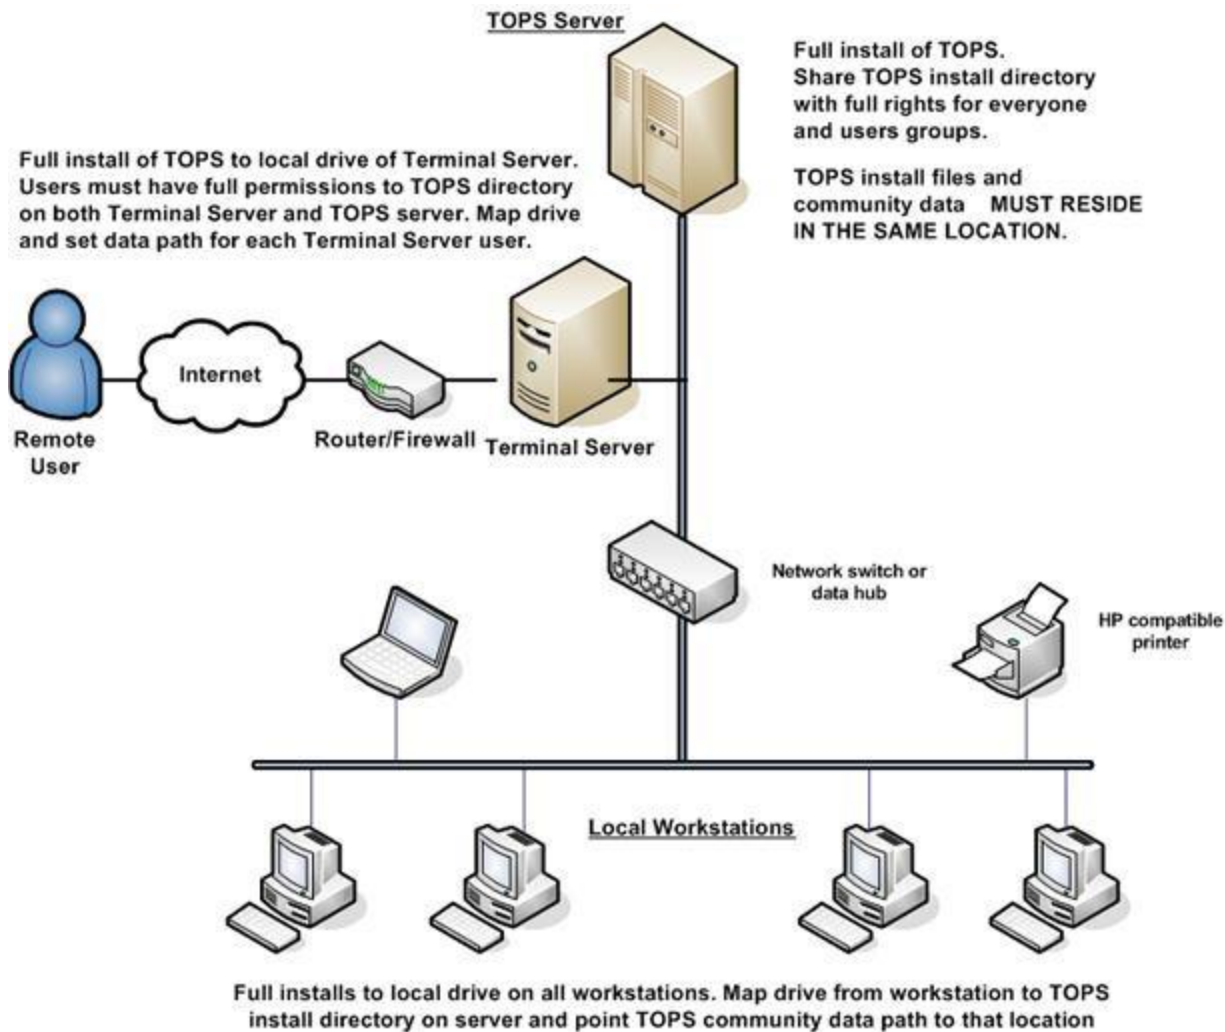 TOPS Server
Full install of TOPS.
Share TOPS install directory
with full rights for everyone
and users groups.
TOPS install files and
community data MUST RESIDE
IN THE SAME LOCATION.
Full install of TOPS to local drive of Terminal Server.
Users must have full permissions to TOPS directory
on both Terminal Server and TOPS server. Map drive
and set data path for each Terminal Server user.
Internet
Remote
User
Router/Firewall
Terminal Server
Network switch or
data hub
HP compatible
printer
Local Workstations
Full installs to local drive on all workstations. Map drive from workstation to TOPS
install directory on server and point TOPS community data path to that location